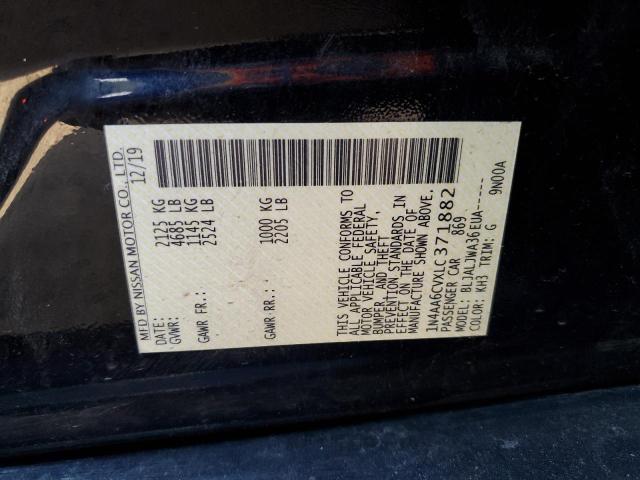 MFD BY NISSAN MOTOR CO., LTD.
DATE: 12/19
GVWR: 2125 KG
4685 LB
GAWR FR.: 1145 KG
2524 LB
GAWR RR.: 1000 KG
2205 LB
THIS VEHICLE CONFORMS TO
ALL APPLICABLE FEDERAL
MOTOR VEHICLE SAFETY,
BUMPER, AND THEFT
PREVENTION STANDARDS IN
EFFECT ON THE DATE OF
MANUFACTURE SHOWN ABOVE.
1N4AA6CVXLC371882
PASSENGER CAR 869
MODEL: BLJALJWA36EUA-----
COLOR: KH3 TRIM: G
9N00A